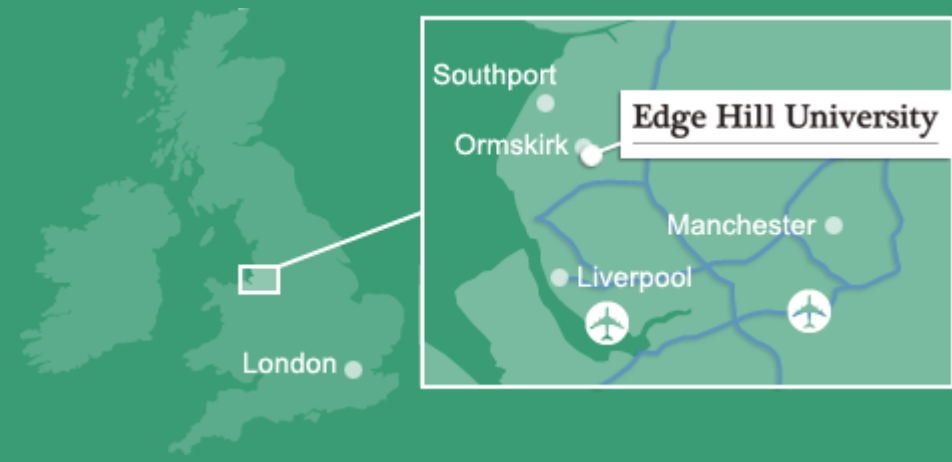 Southport
Edge Hill University
Ormskirk
Manchester
Liverpool
London